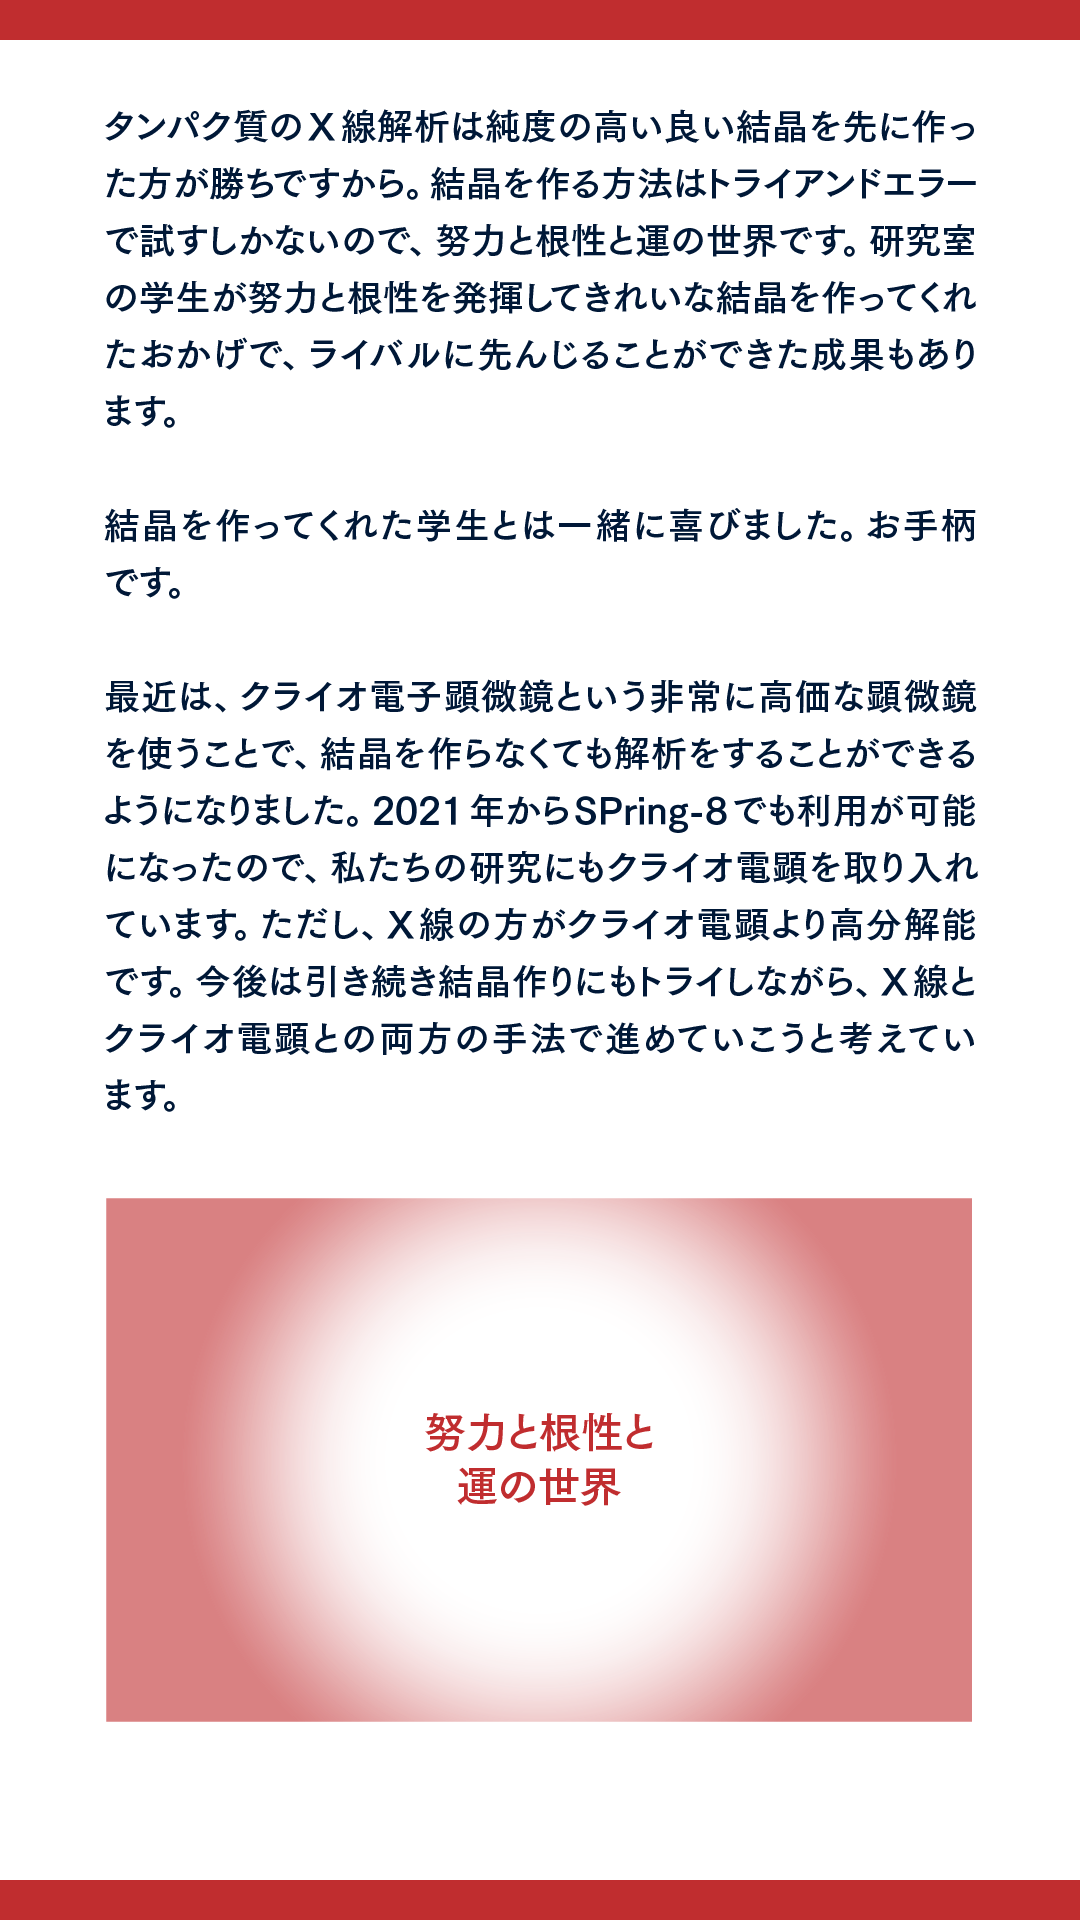 タンパク質のX線解析は純度の高い良い結晶を先に作っ
た方が勝ちですから。結晶を作る方法はトライアンドエラー
で試すしかないので、努力と根性と運の世界です。研究室
の学生が努力と根性を発揮してきれいな結晶を作ってくれ
たおかげで、ライバルに先んじることができた成果もあり
ます。
結晶を作ってくれた学生とは一緒に喜びました。お手柄
です。
最近は、クライオ電子顕微鏡という非常に高価な顕微鏡
を使うことで、結晶を作らなくても解析をすることができる
ようになりました。2021年からSPring-8でも利用が可能
になったので、私たちの研究にもクライオ電顕を取り入れ
ています。ただし、X線の方がクライオ電顕より高分解能
です。今後は引き続き結晶作りにもトライしながら、X線と
クライオ電顕との両方の手法で進めていこうと考えてい
ます。
努力と根性と
運の世界